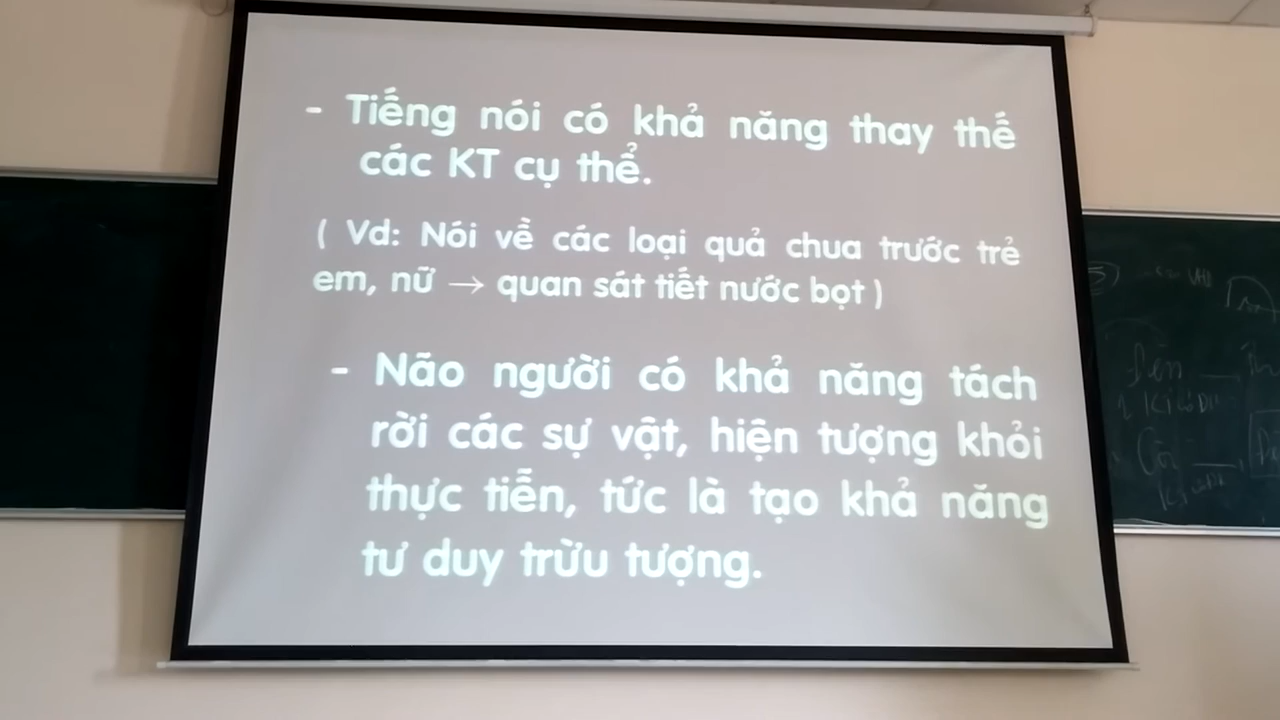 - Tiếng nói có khả năng thay thế
các KT cụ thể.
( Vd: Nói về các loại quả chua trước trẻ
em, nữ → quan sát tiết nước bọt )
- Não người có khả năng tách
rời các sự vật, hiện tượng khỏi
thực tiễn, tức là tạo khả năng
tư duy trừu tượng.